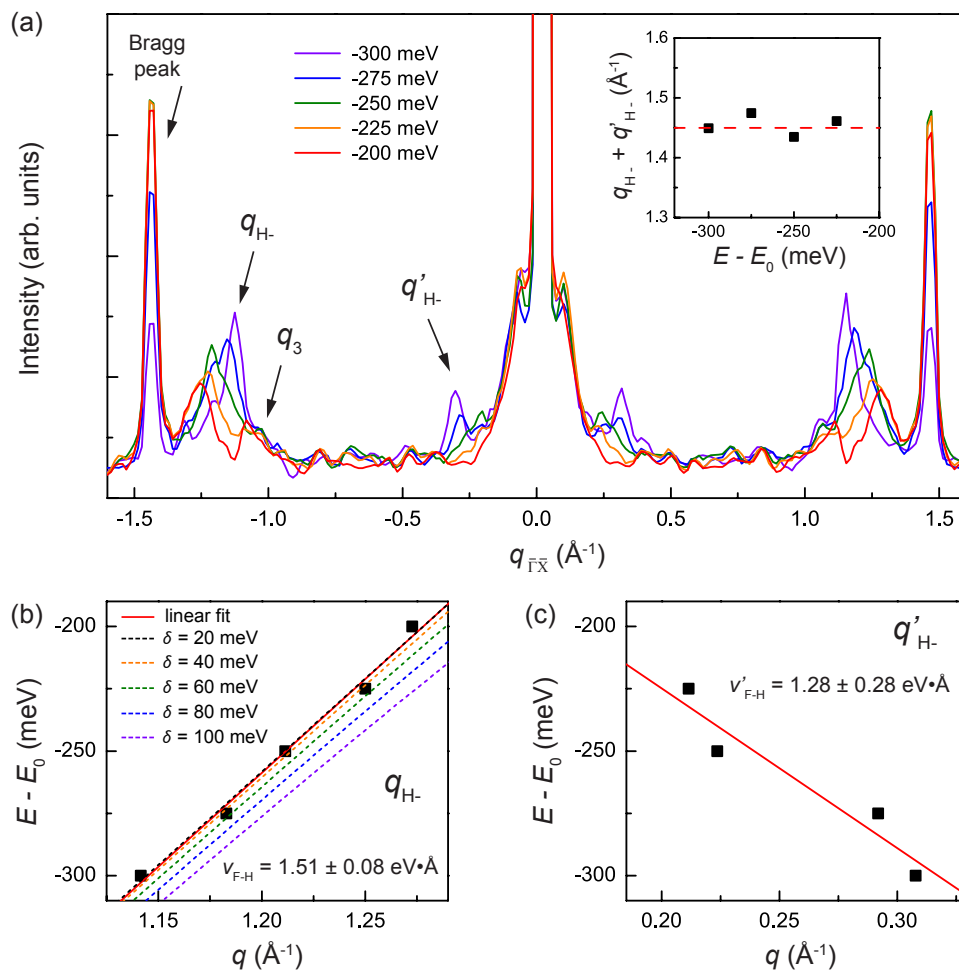 (a)
Bragg
peak
-300 meV
-275 meV
-250 meV
-225 meV
-200 meV
q_H-
q_3
q'_H-
Intensity (arb. units)
-1.5 -1.0 -0.5 0.0 0.5 1.0 1.5
q_Γ̄X̄ (Å⁻¹)
1.6
1.5
1.4
1.3
q_H- + q'_H- (Å⁻¹)
-300 -250 -200
E - E₀ (meV)
(b)
linear fit
δ = 20 meV
δ = 40 meV
δ = 60 meV
δ = 80 meV
δ = 100 meV
-200
-250
-300
E - E₀ (meV)
q_H-
v_F-H = 1.51 ± 0.08 eV•Å
1.15 1.20 1.25
q (Å⁻¹)
(c)
q'_H-
v'_F-H = 1.28 ± 0.28 eV•Å
-200
-250
-300
E - E₀ (meV)
0.20 0.25 0.30
q (Å⁻¹)